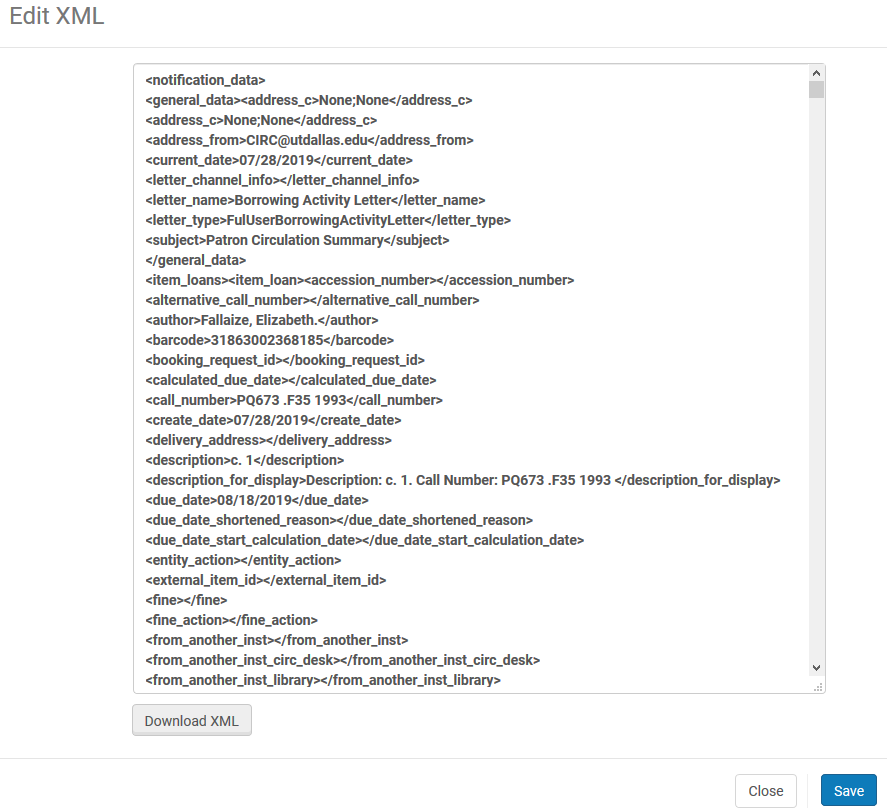 Edit XML
<notification_data>
<general_data><address_c>None;None</address_c>
<address_c>None;None</address_c>
<address_from>CIRC@utdallas.edu</address_from>
<current_date>07/28/2019</current_date>
<letter_channel_info></letter_channel_info>
<letter_name>Borrowing Activity Letter</letter_name>
<letter_type>FulUserBorrowingActivityLetter</letter_type>
<subject>Patron Circulation Summary</subject>
</general_data>
<item_loans><item_loan><accession_number></accession_number>
<alternative_call_number></alternative_call_number>
<author>Fallaize, Elizabeth.</author>
<barcode>31863002368185</barcode>
<booking_request_id></booking_request_id>
<calculated_due_date></calculated_due_date>
<call_number>PQ673 .F35 1993</call_number>
<create_date>07/28/2019</create_date>
<delivery_address></delivery_address>
<description>c. 1</description>
<description_for_display>Description: c. 1. Call Number: PQ673 .F35 1993 </description_for_display>
<due_date>08/18/2019</due_date>
<due_date_shortened_reason></due_date_shortened_reason>
<due_date_start_calculation_date></due_date_start_calculation_date>
<entity_action></entity_action>
<external_item_id></external_item_id>
<fine></fine>
<fine_action></fine_action>
<from_another_inst></from_another_inst>
<from_another_inst_circ_desk></from_another_inst_circ_desk>
<from_another_inst_library></from_another_inst_library>
Download XML
Close
Save